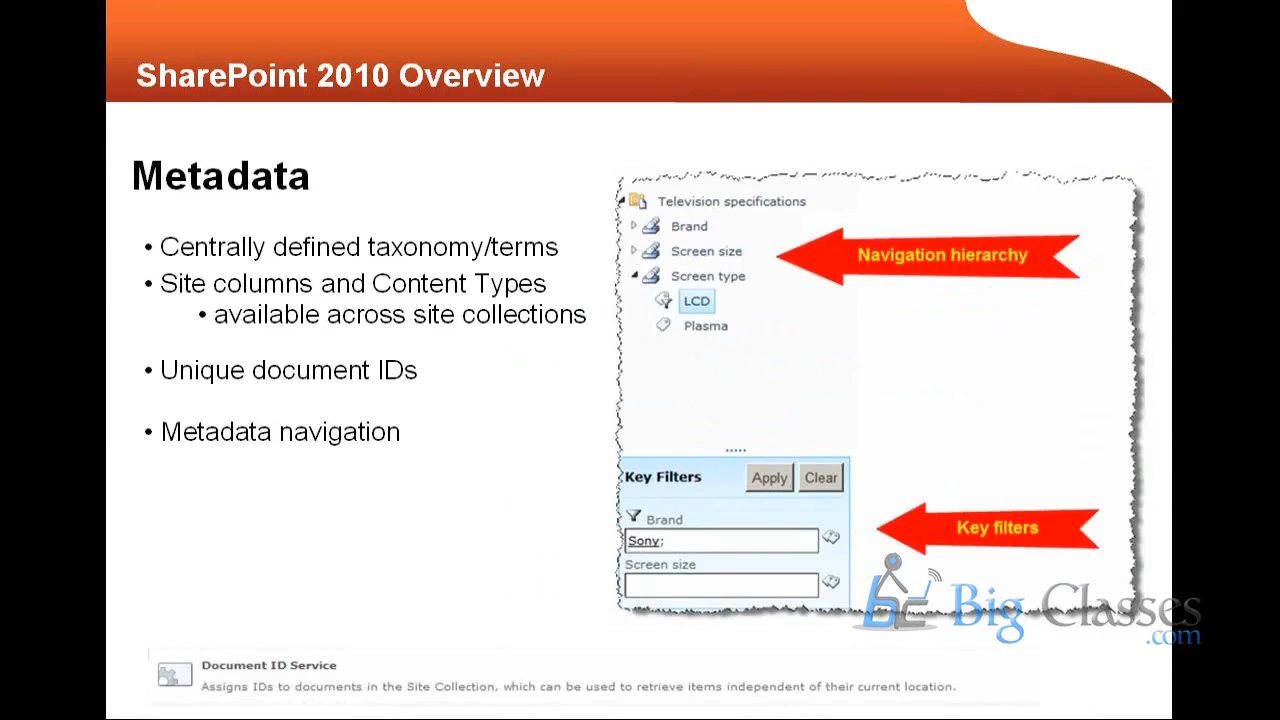 SharePoint 2010 Overview
Metadata
• Centrally defined taxonomy/terms
• Site columns and Content Types
• available across site collections
• Unique document IDs
• Metadata navigation
Television specifications
Brand
Screen size
Screen type
LCD
Plasma
Navigation hierarchy
Key Filters
Apply
Clear
Brand
Sony;
Screen size
Key filters
Big Classes
.com
Document ID Service
Assigns IDs to documents in the Site Collection, which can be used to retrieve items independent of their current location.